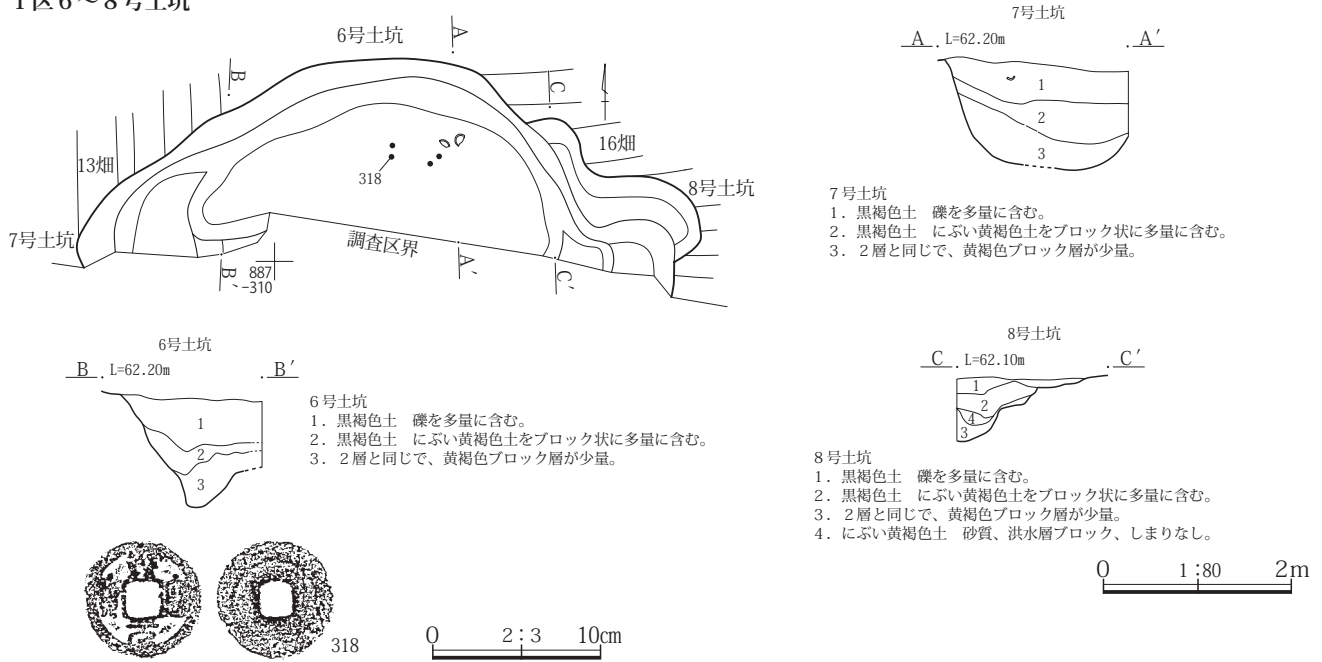 1区6～8号土坑
6号土坑
A
B
C
13畑
16畑
318
8号土坑
7号土坑
調査区界
B′
887
-310
A′
C′
7号土坑
A L=62.20m A′
1
2
3
7号土坑
1．黒褐色土　礫を多量に含む。
2．黒褐色土　にぶい黄褐色土をブロック状に多量に含む。
3．2層と同じで、黄褐色ブロック層が少量。
6号土坑
B L=62.20m B′
1
2
3
6号土坑
1．黒褐色土　礫を多量に含む。
2．黒褐色土　にぶい黄褐色土をブロック状に多量に含む。
3．2層と同じで、黄褐色ブロック層が少量。
8号土坑
C L=62.10m C′
1
2
4
3
8号土坑
1．黒褐色土　礫を多量に含む。
2．黒褐色土　にぶい黄褐色土をブロック状に多量に含む。
3．2層と同じで、黄褐色ブロック層が少量。
4．にぶい黄褐色土　砂質、洪水層ブロック、しまりなし。
0 1:80 2m
318
0 2:3 10cm